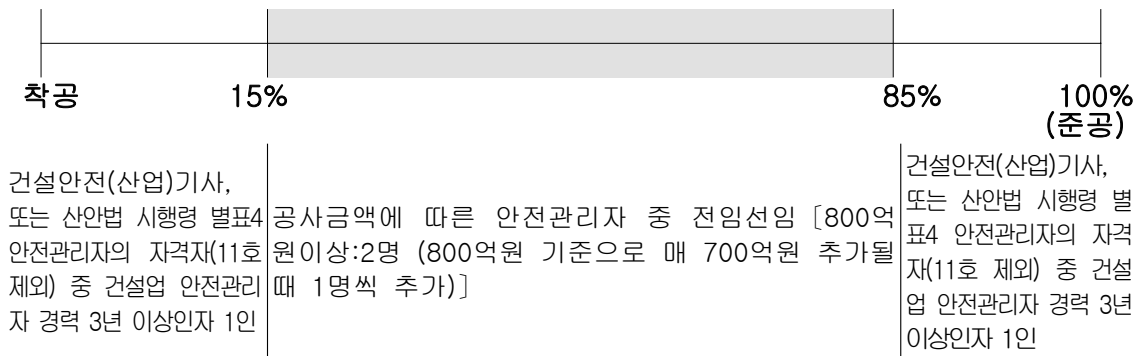 착공
15%
85%
100%
(준공)
건설안전(산업)기사,
또는 산안법 시행령 별표4
안전관리자의 자격자(11호
제외) 중 건설업 안전관리
자 경력 3년 이상인자 1인
공사금액에 따른 안전관리자 중 전임선임 [800억
원이상:2명 (800억원 기준으로 매 700억원 추가될
때 1명씩 추가)]
건설안전(산업)기사,
또는 산안법 시행령 별
표4 안전관리자의 자격
자(11호 제외) 중 건설
업 안전관리자 경력 3년
이상인자 1인